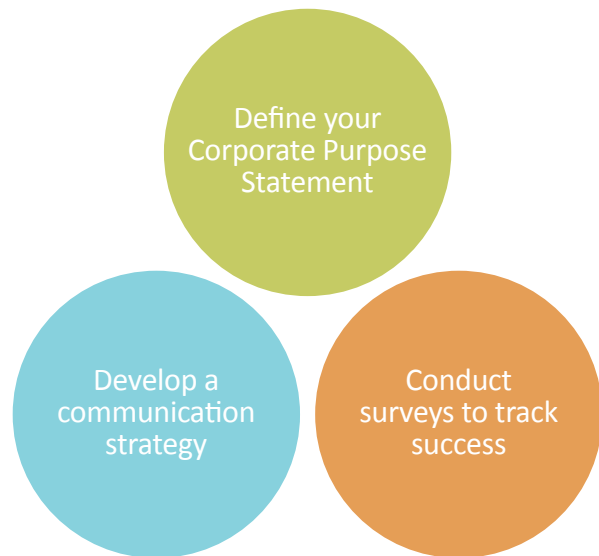 Define your
Corporate Purpose
Statement
Develop a
communication
strategy
Conduct
surveys to track
success